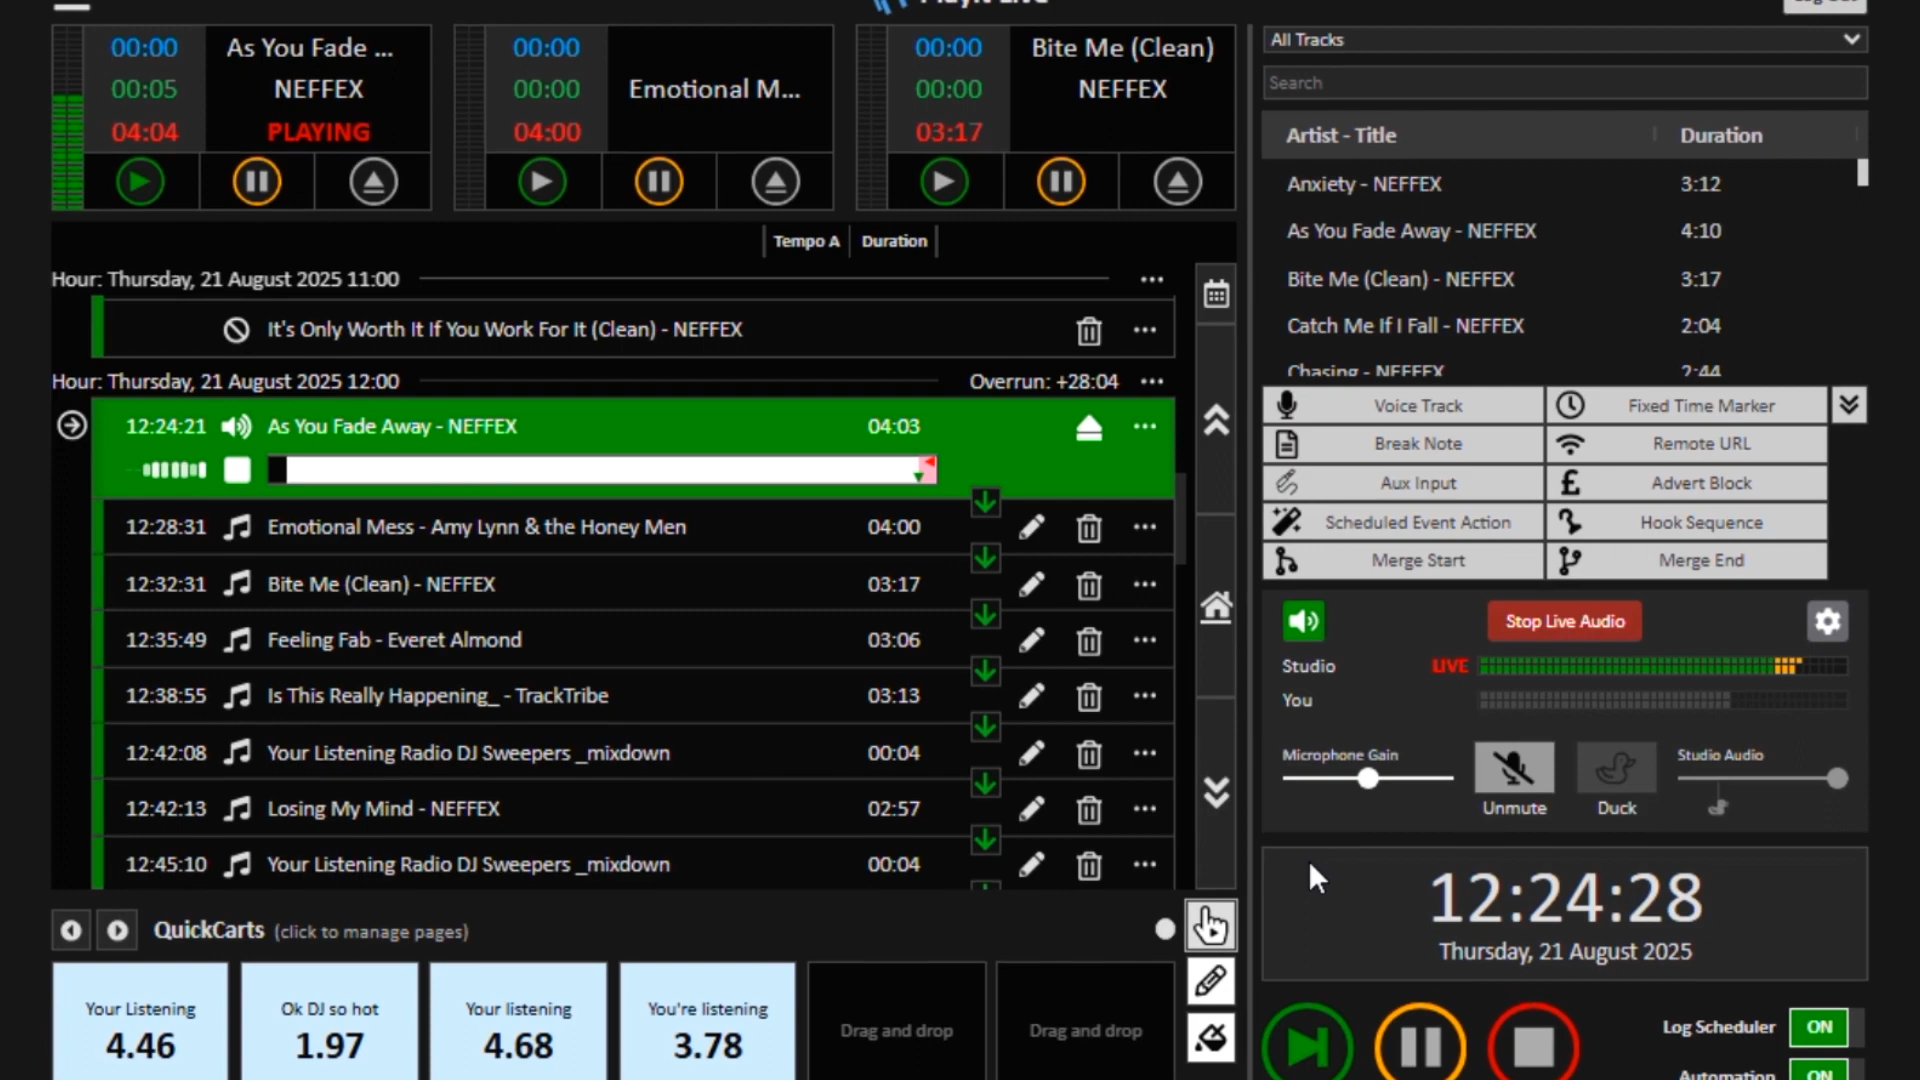 PlayIt Live
Log Out
00:00
As You Fade ...
00:05
NEFFEX
04:04
PLAYING
00:00
00:00
Emotional M...
04:00
00:00
Bite Me (Clean)
00:00
NEFFEX
03:17
Tempo A
Duration
Hour: Thursday, 21 August 2025 11:00
It's Only Worth It If You Work For It (Clean) - NEFFEX
Hour: Thursday, 21 August 2025 12:00
Overrun: +28:04
12:24:21 As You Fade Away - NEFFEX 04:03
12:28:31 Emotional Mess - Amy Lynn & the Honey Men 04:00
12:32:31 Bite Me (Clean) - NEFFEX 03:17
12:35:49 Feeling Fab - Everet Almond 03:06
12:38:55 Is This Really Happening_ - TrackTribe 03:13
12:42:08 Your Listening Radio DJ Sweepers _mixdown 00:04
12:42:13 Losing My Mind - NEFFEX 02:57
12:45:10 Your Listening Radio DJ Sweepers _mixdown 00:04
QuickCarts (click to manage pages)
Your Listening
4.46
Ok DJ so hot
1.97
Your listening
4.68
You're listening
3.78
Drag and drop
Drag and drop
All Tracks
Search
Artist - Title Duration
Anxiety - NEFFEX 3:12
As You Fade Away - NEFFEX 4:10
Bite Me (Clean) - NEFFEX 3:17
Catch Me If I Fall - NEFFEX 2:04
Chasing - NEFFEX 2:44
Voice Track
Fixed Time Marker
Break Note
Remote URL
Aux Input
£ Advert Block
Scheduled Event Action
Hook Sequence
Merge Start
Merge End
Stop Live Audio
Studio LIVE
You
Microphone Gain
Unmute
Duck
Studio Audio
12:24:28
Thursday, 21 August 2025
Log Scheduler ON
Automation ON